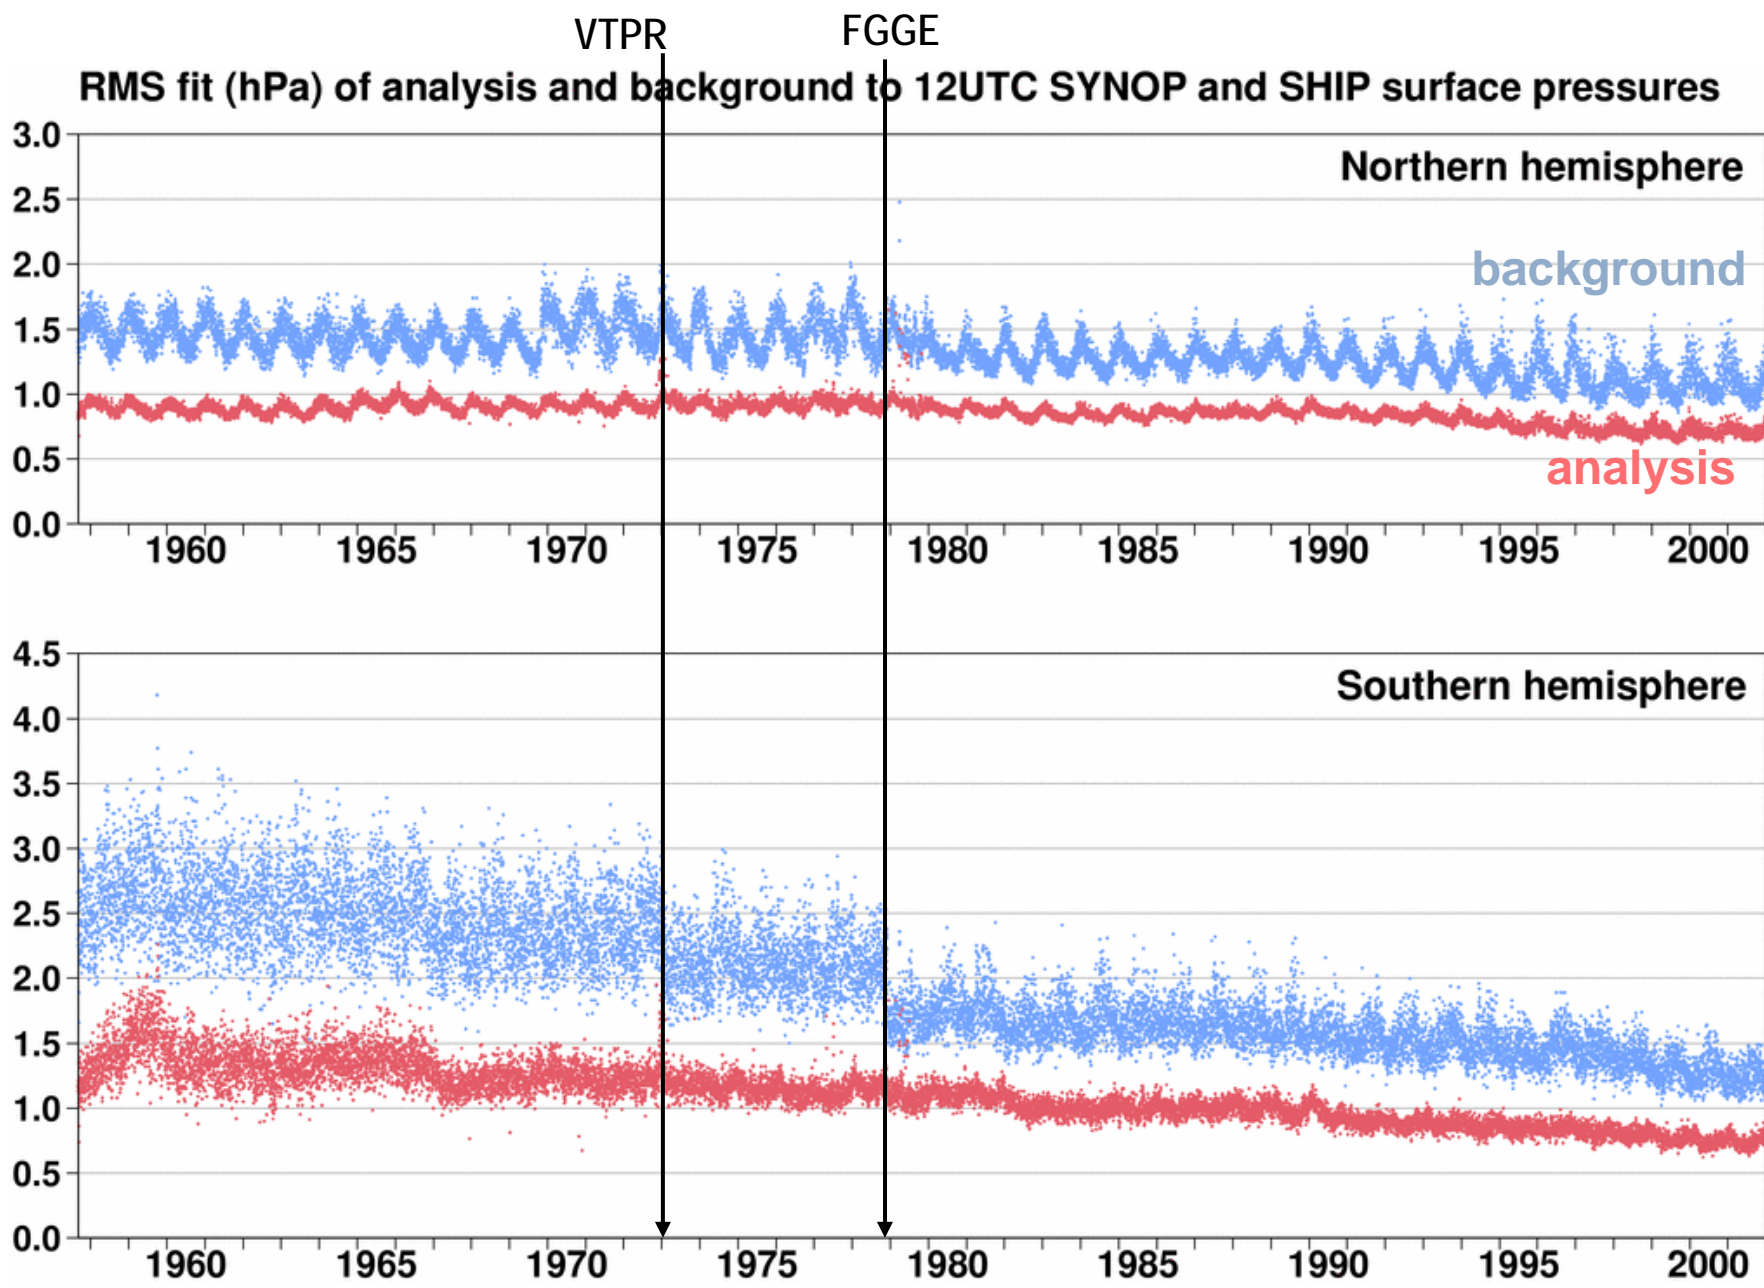 VTPR FGGE
RMS fit (hPa) of analysis and background to 12UTC SYNOP and SHIP surface pressures
3.0
Northern hemisphere
2.5
background
2.0
1.5
1.0
analysis
0.5
0.0
1960 1965 1970 1975 1980 1985 1990 1995 2000
4.5
Southern hemisphere
4.0
3.5
3.0
2.5
2.0
1.5
1.0
0.5
0.0
1960 1965 1970 1975 1980 1985 1990 1995 2000